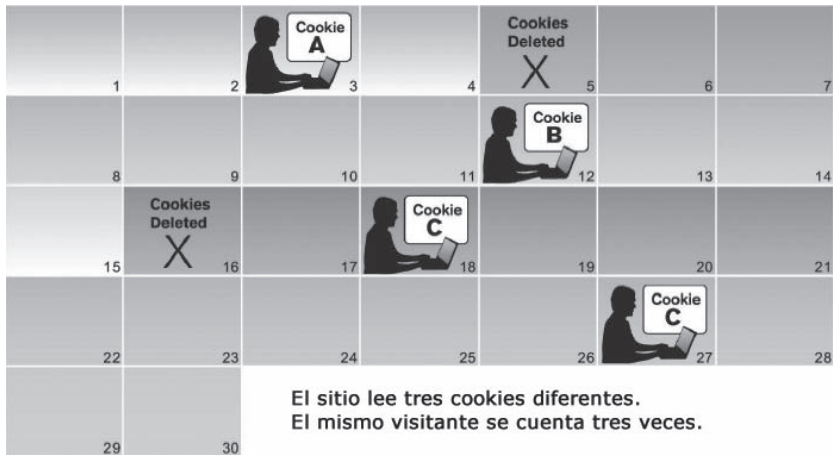 Cookie
A
Cookies
Deleted
X
1
2
3
4
5
6
7
Cookie
B
8
9
10
11
12
13
14
Cookies
Deleted
X
Cookie
C
15
16
17
18
19
20
21
Cookie
C
22
23
24
25
26
27
28
El sitio lee tres cookies diferentes.
El mismo visitante se cuenta tres veces.
29
30